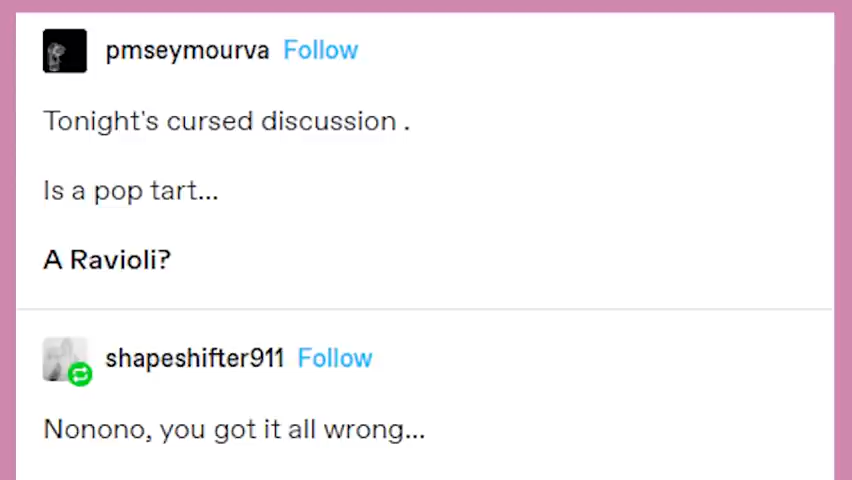 pmseymourva Follow
Tonight's cursed discussion .
Is a pop tart...
A Ravioli?
shapeshifter911 Follow
Nonono, you got it all wrong...